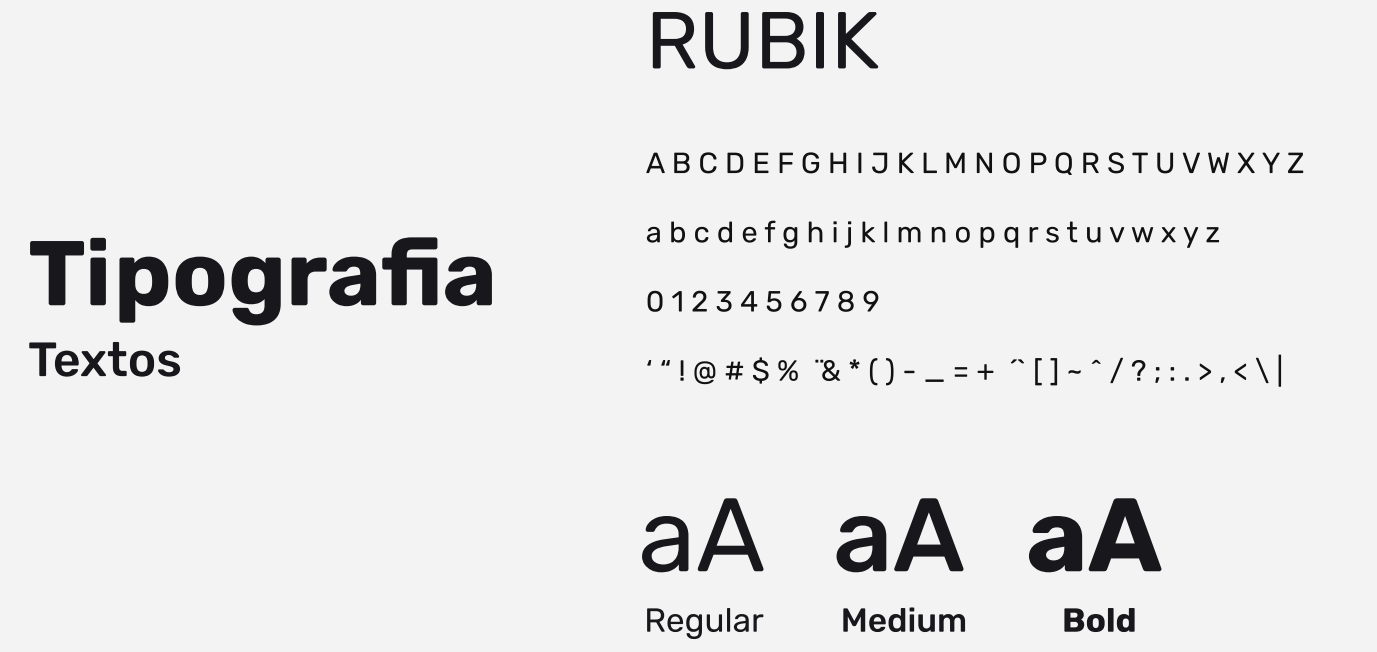 Tipografia
Textos
RUBIK
A B C D E F G H I J K L M N O P Q R S T U V W X Y Z
a b c d e f g h i j k l m n o p q r s t u v w x y z
0 1 2 3 4 5 6 7 8 9
‘ “ ! @ # $ % ¨ & * ( ) - _ = + ´ ` [ ] ~ ˆ / ? ; : . > , < \ |
aA aA aA
Regular Medium Bold